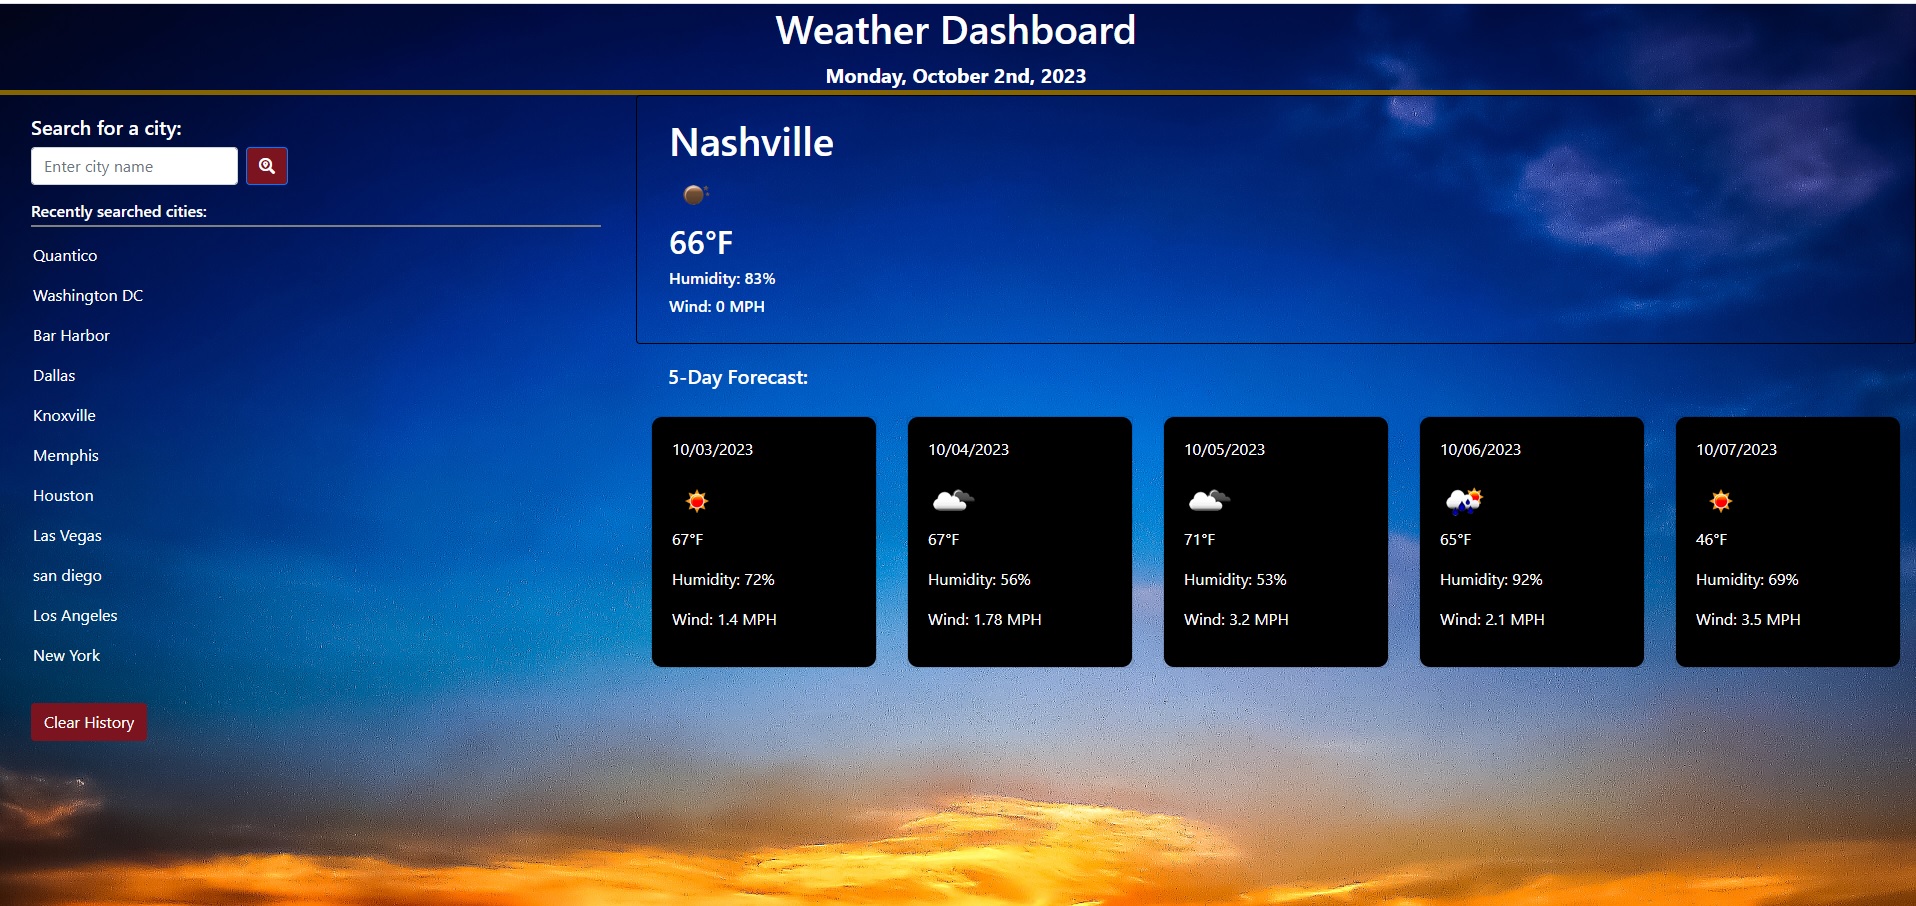 Weather Dashboard
Monday, October 2nd, 2023
Search for a city:
Enter city name
Recently searched cities:
Quantico
Washington DC
Bar Harbor
Dallas
Knoxville
Memphis
Houston
Las Vegas
san diego
Los Angeles
New York
Clear History
Nashville
66°F
Humidity: 83%
Wind: 0 MPH
5-Day Forecast:
10/03/2023
67°F
Humidity: 72%
Wind: 1.4 MPH
10/04/2023
67°F
Humidity: 56%
Wind: 1.78 MPH
10/05/2023
71°F
Humidity: 53%
Wind: 3.2 MPH
10/06/2023
65°F
Humidity: 92%
Wind: 2.1 MPH
10/07/2023
46°F
Humidity: 69%
Wind: 3.5 MPH